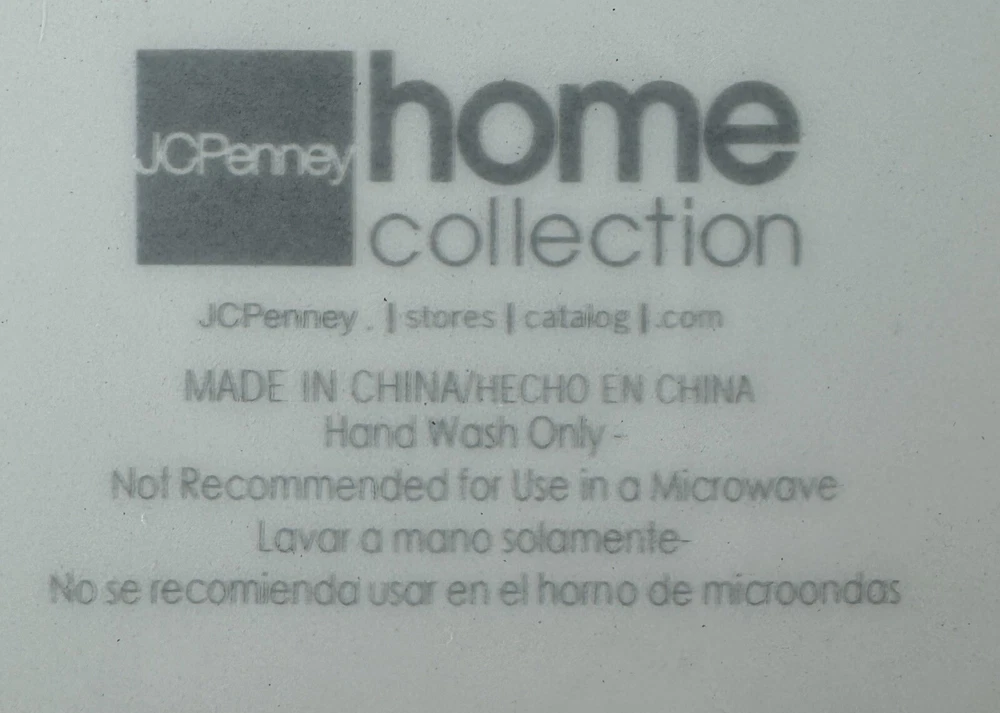 JCPenney home
collection
JCPenney. | stores | catalog | .com
MADE IN CHINA/HECHO EN CHINA
Hand Wash Only -
Not Recommended for Use in a Microwave
Lavar a mano solamente-
No se recomienda usar en el horno de microondas